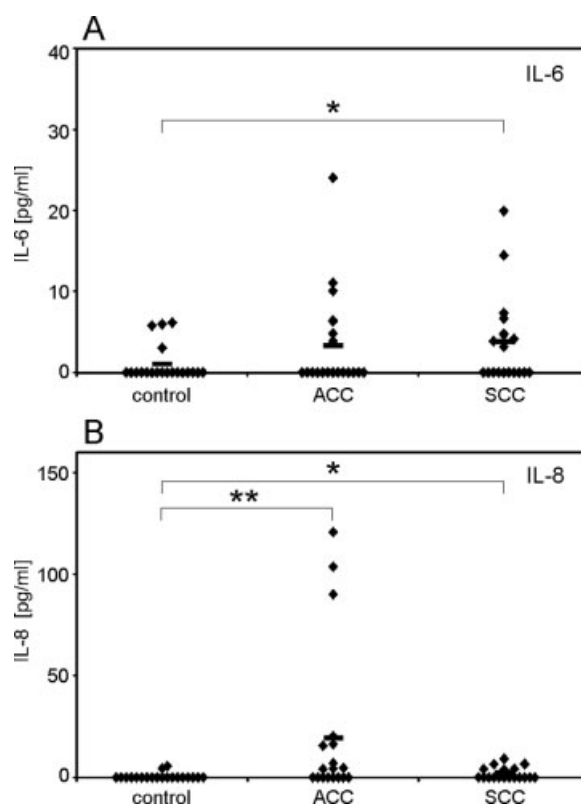 A
40
IL-6
*
30
IL-6 [pg/ml]
20
10
0
control ACC SCC
B
150
IL-8
*
**
100
IL-8 [pg/ml]
50
0
control ACC SCC